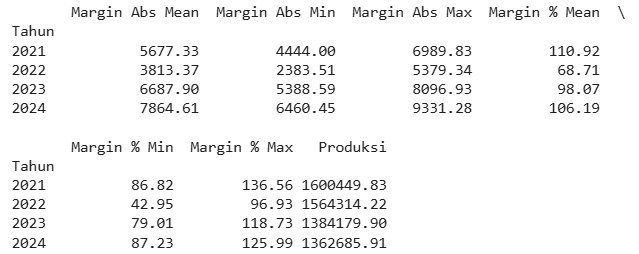 Margin Abs Mean Margin Abs Min Margin Abs Max Margin % Mean \
Tahun
2021 5677.33 4444.00 6989.83 110.92
2022 3813.37 2383.51 5379.34 68.71
2023 6687.90 5388.59 8096.93 98.07
2024 7864.61 6460.45 9331.28 106.19
Margin % Min Margin % Max Produksi
Tahun
2021 86.82 136.56 1600449.83
2022 42.95 96.93 1564314.22
2023 79.01 118.73 1384179.90
2024 87.23 125.99 1362685.91